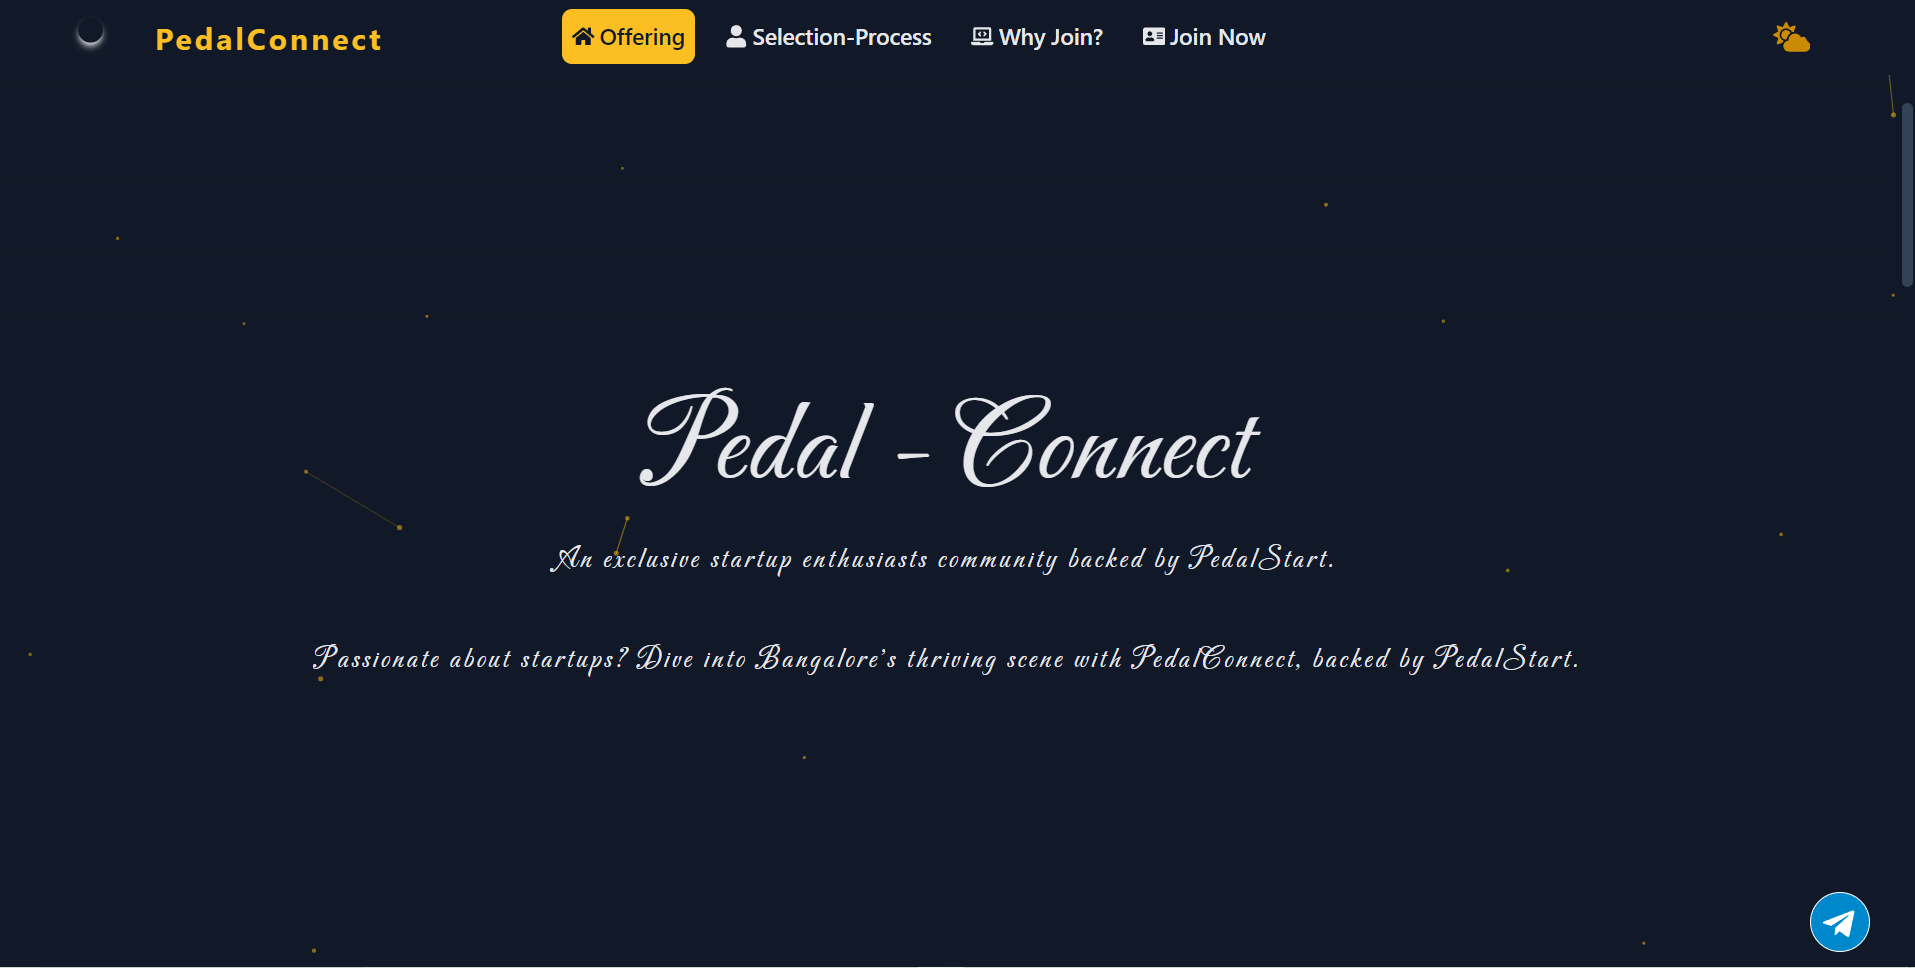 PedalConnect
Offering
Selection-Process
Why Join?
Join Now
Pedal - Connect
An exclusive startup enthusiasts community backed by PedalStart.
Passionate about startups? Dive into Bangalore's thriving scene with PedalConnect, backed by PedalStart.